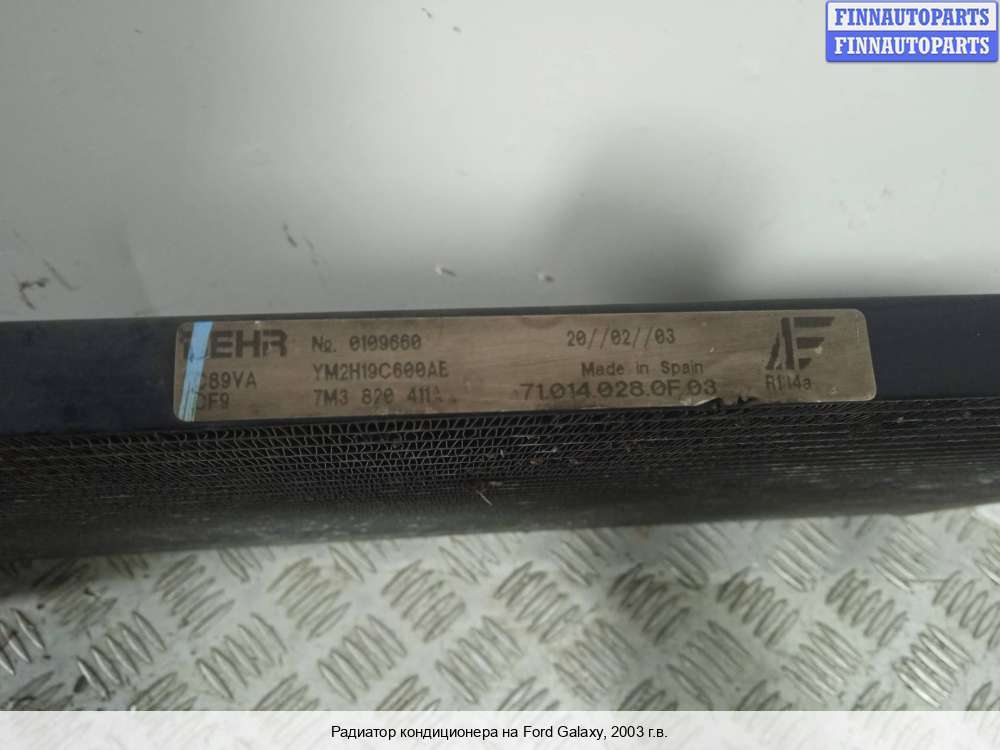 FINNAUTOPARTS
FINNAUTOPARTS
BEHR No. 0109660 20//02//03
C89VA YM2H19C600AE Made in Spain
CF9 7M3 820 411A 71.014.028.0F.03 R134a
Радиатор кондиционера на Ford Galaxy, 2003 г.в.